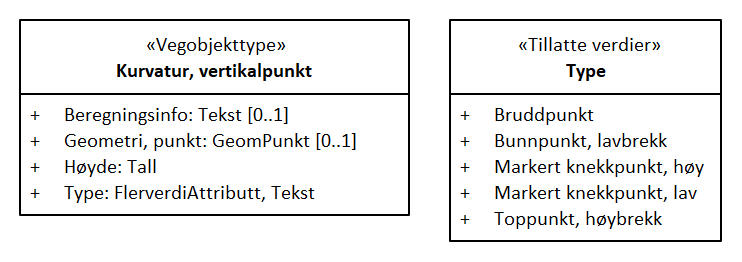 «Vegobjekttype»
Kurvatur, vertikalpunkt
+ Beregningsinfo: Tekst [0..1]
+ Geometri, punkt: GeomPunkt [0..1]
+ Høyde: Tall
+ Type: FlerverdiAttributt, Tekst
«Tillatte verdier»
Type
+ Bruddpunkt
+ Bunnpunkt, lavbrekk
+ Markert knekkpunkt, høy
+ Markert knekkpunkt, lav
+ Toppunkt, høybrekk